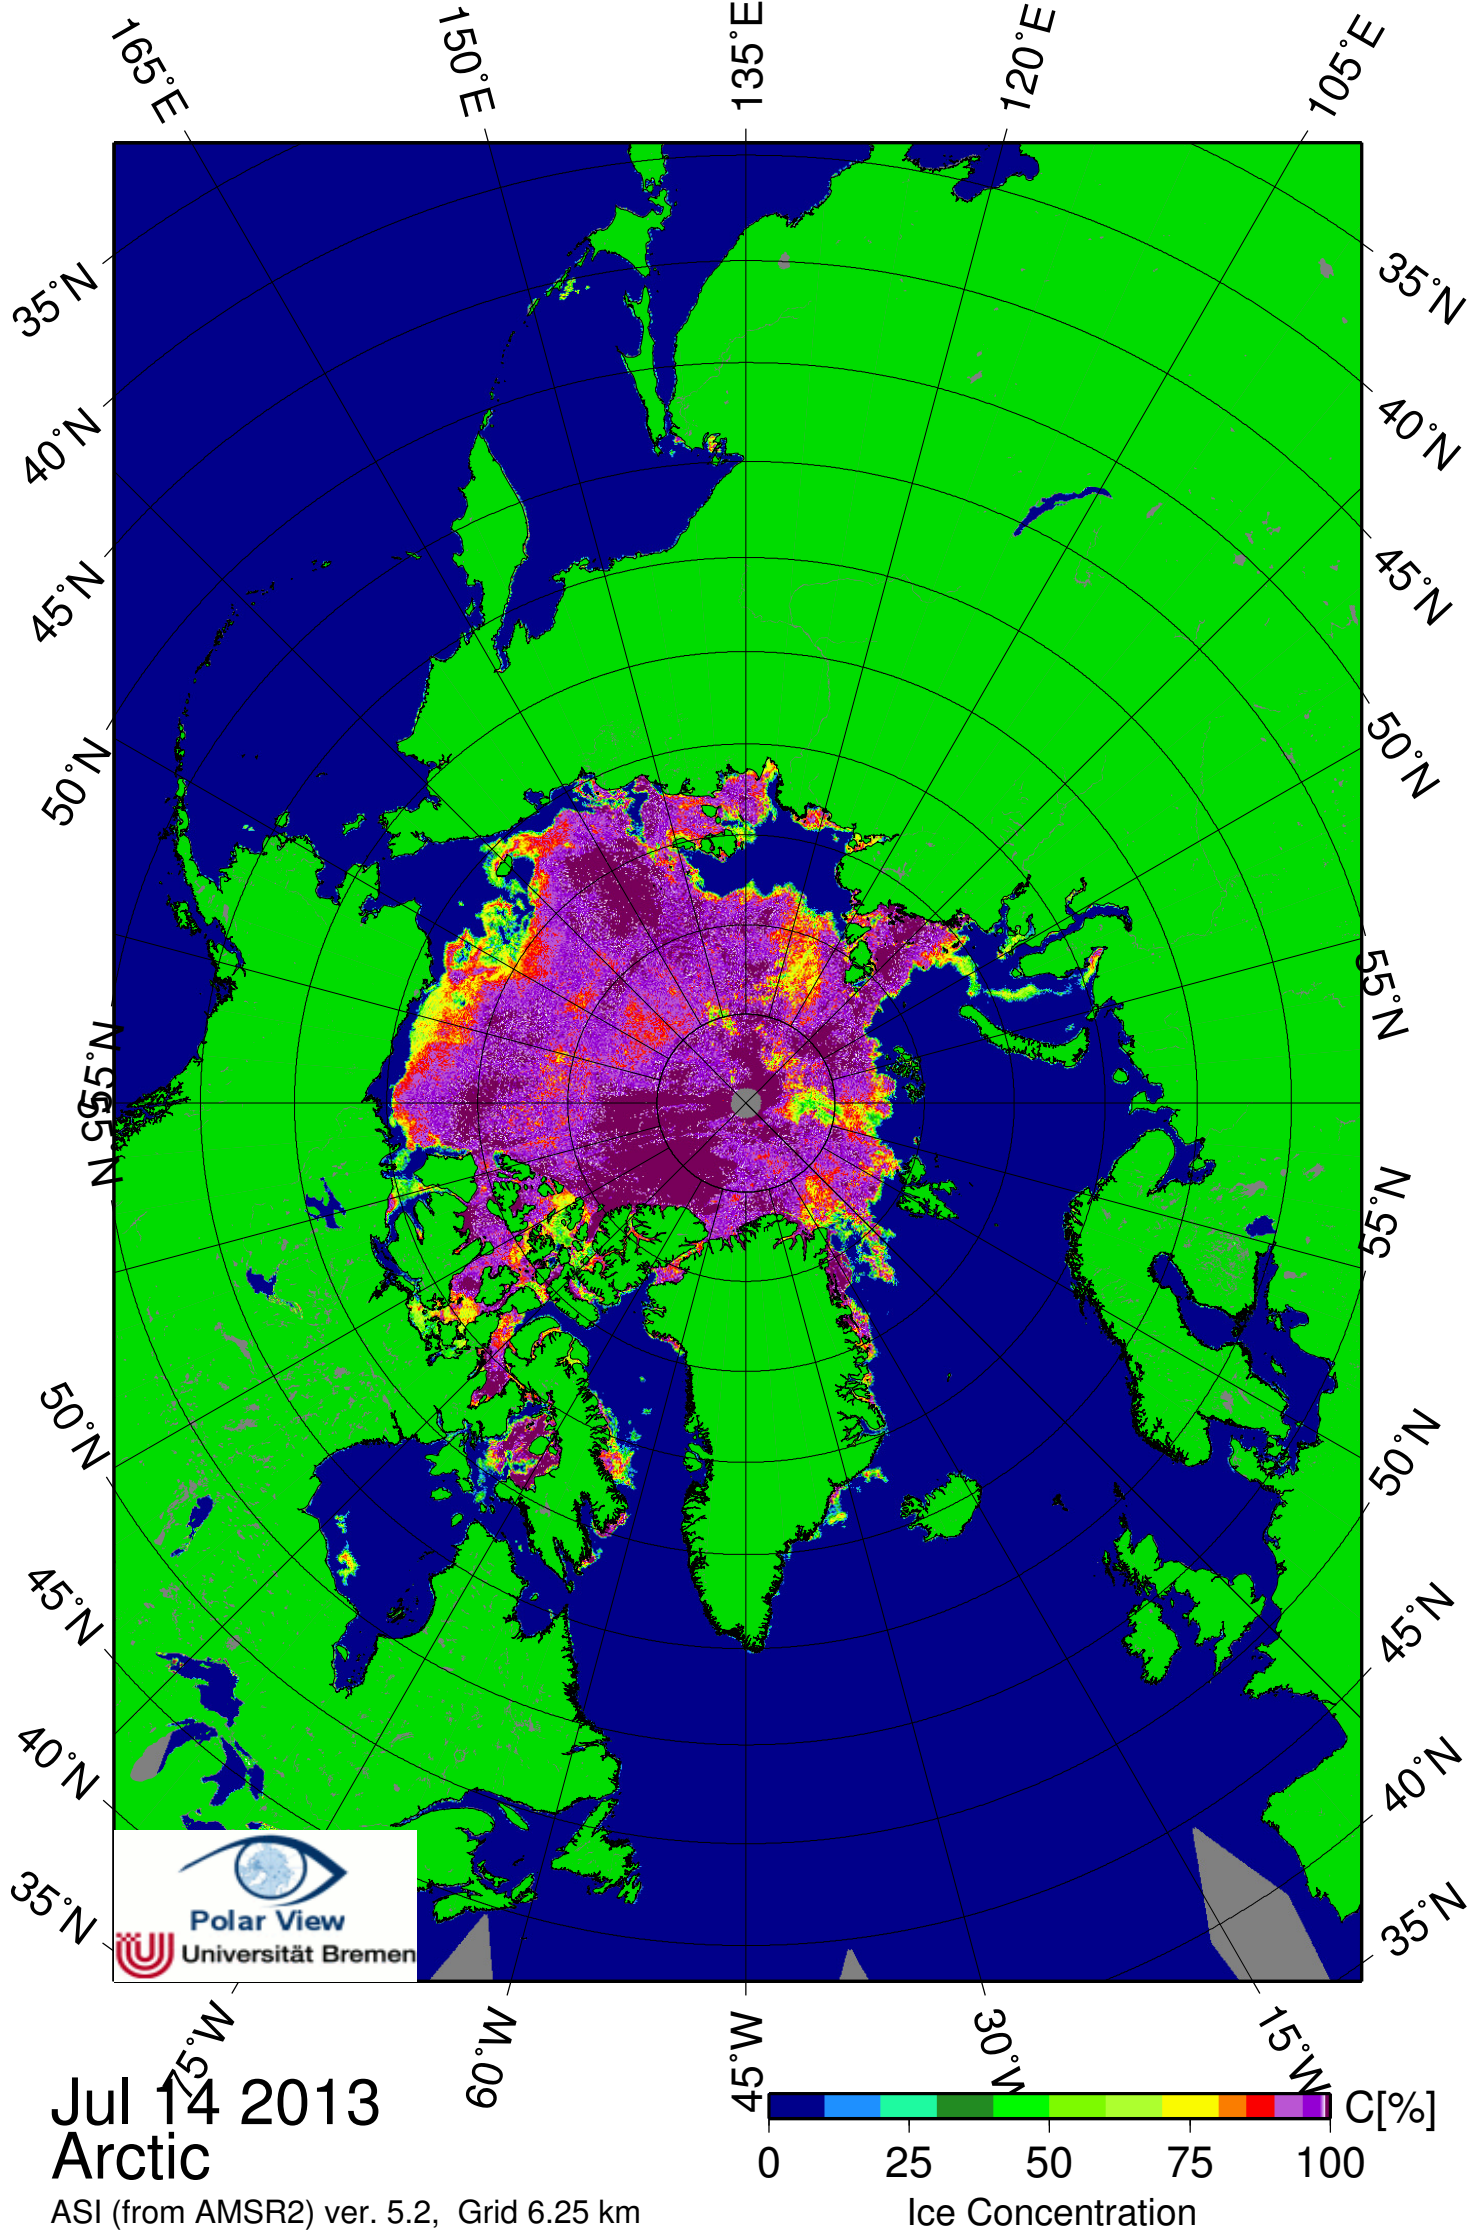 165°E 150°E 135°E 120°E 105°E
35°N 35°N
40°N 40°N
45°N 45°N
50°N 50°N
55°N 55°N
55°N 55°N
50°N 50°N
45°N 45°N
40°N 40°N
35°N 35°N
Polar View
Universität Bremen
75°W 60°W 45°W 30°W 15°W
Jul 14 2013
Arctic
ASI (from AMSR2) ver. 5.2, Grid 6.25 km
C[%]
0 25 50 75 100
Ice Concentration